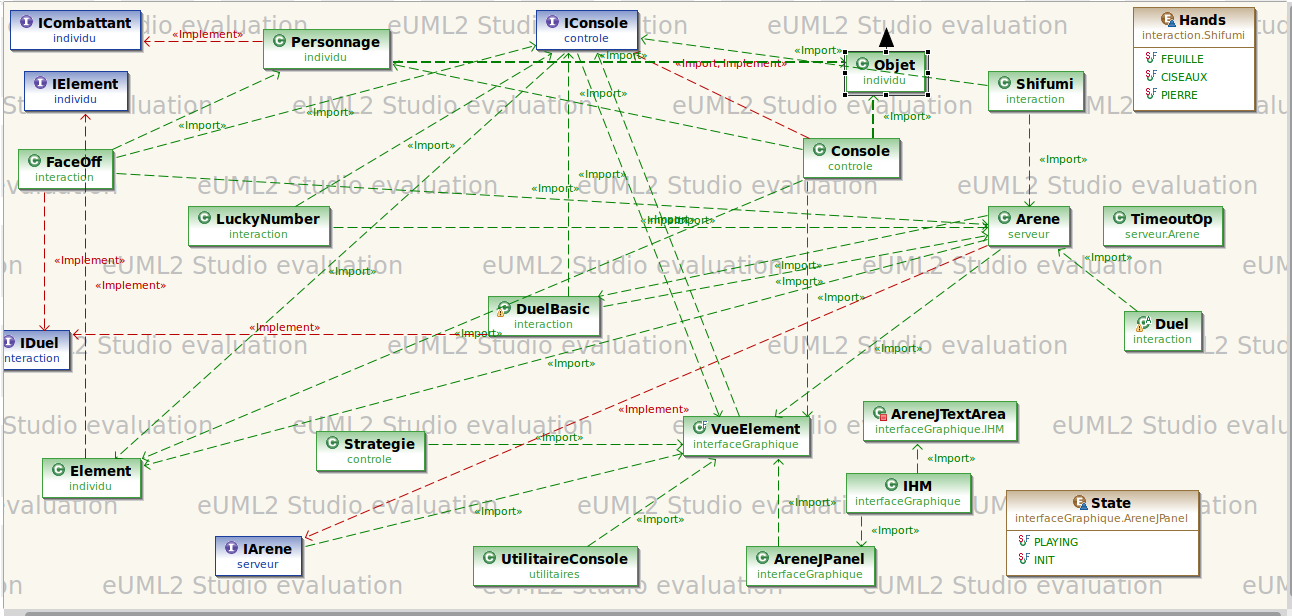 ICombattant
individu
«Implement»
Personnage
individu
IConsole
controle
«Import»
«Import»
Objet
individu
Hands
interaction.Shifumi
FEUILLE
CISEAUX
PIERRE
IElement
individu
«Import, Implement»
«Import»
Shifumi
interaction
«Import»
«Import»
«Import»
«Import»
FaceOff
interaction
Console
controle
«Import»
«Import»
«Import»
LuckyNumber
interaction
Arene
serveur
TimeoutOp
serveur.Arene
«Implement»
«Implement»
«Import»
«Import»
«Import»
«Import»
«Import»
DuelBasic
interaction
Duel
interaction
IDuel
interaction
«Implement»
«Import»
«Import»
«Import»
«Implement»
Strategie
controle
«Import»
VueElement
interfaceGraphique
AreneJTextArea
interfaceGraphique.IHM
«Import»
Element
individu
IHM
interfaceGraphique
State
interfaceGraphique.AreneJPanel
PLAYING
INIT
«Import»
«Import»
«Import»
«Import»
IArene
serveur
UtilitaireConsole
utilitaires
AreneJPanel
interfaceGraphique
eUML2 Studio evaluation